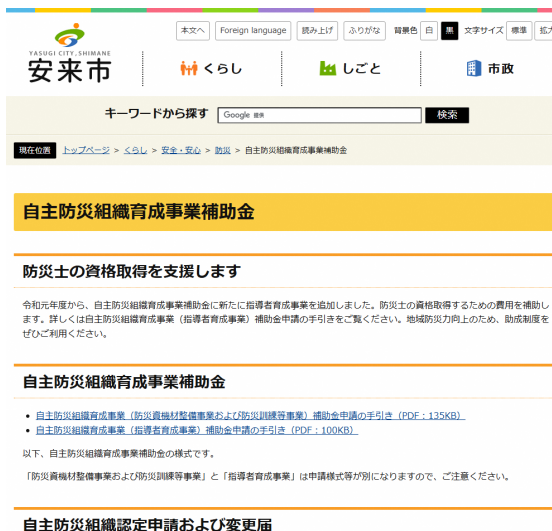 本文へ Foreign language 読み上げ ふりがな 背景色 白 黒 文字サイズ 標準 拡大
YASUGI CITY, SHIMANE
安来市
くらし しごと 市政
キーワードから探す Google 提供 検索
現在位置 トップページ > くらし > 安全・安心 > 防災 > 自主防災組織育成事業補助金
自主防災組織育成事業補助金
防災士の資格取得を支援します
令和元年度から、自主防災組織育成事業補助金に新たに指導者育成事業を追加しました。防災士の資格取得するための費用を補助し
ます。詳しくは自主防災組織育成事業（指導者育成事業）補助金申請の手引きをご覧ください。地域防災力向上のため、助成制度を
ぜひご利用ください。
自主防災組織育成事業補助金
自主防災組織育成事業（防災資機材整備事業および防災訓練等事業）補助金申請の手引き（PDF：135KB）
自主防災組織育成事業（指導者育成事業）補助金申請の手引き（PDF：100KB）
以下、自主防災組織育成事業補助金の様式です。
「防災資機材整備事業および防災訓練等事業」と「指導者育成事業」は申請様式等が別になりますので、ご注意ください。
自主防災組織認定申請および変更届